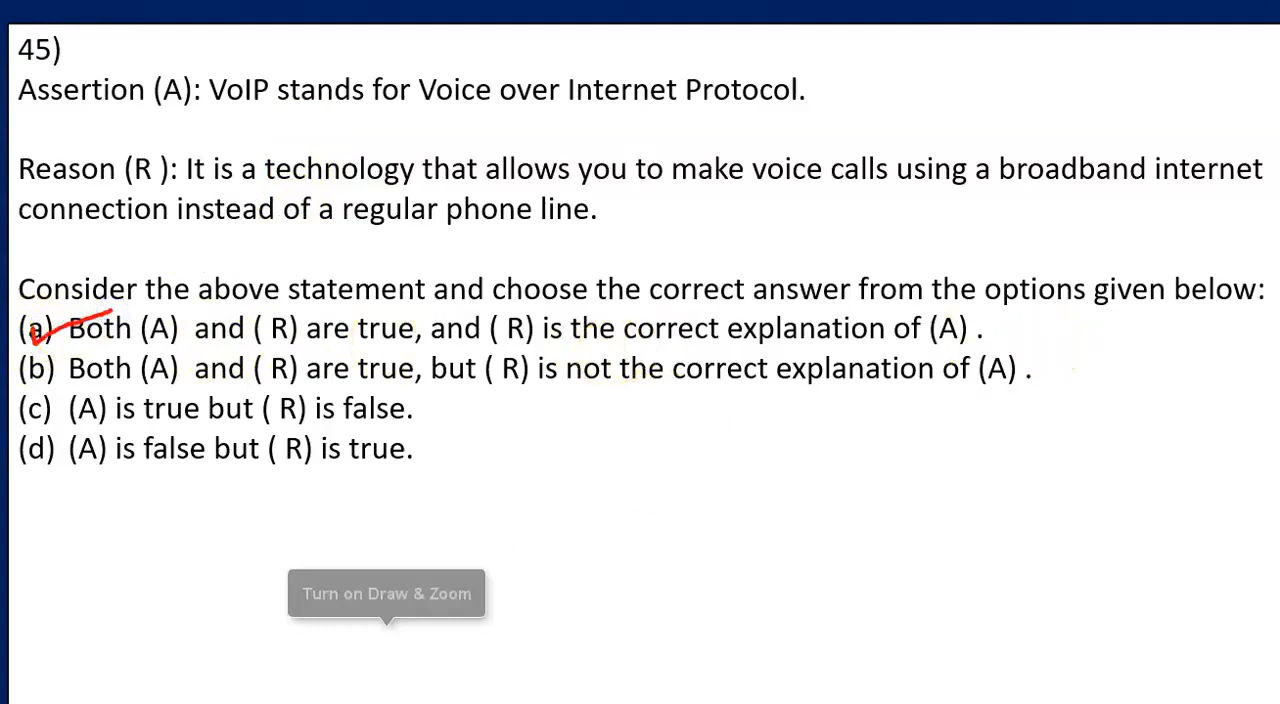 45)
Assertion (A): VoIP stands for Voice over Internet Protocol.
Reason (R ): It is a technology that allows you to make voice calls using a broadband internet
connection instead of a regular phone line.
Consider the above statement and choose the correct answer from the options given below:
(a) Both (A) and ( R) are true, and ( R) is the correct explanation of (A) .
(b) Both (A) and ( R) are true, but ( R) is not the correct explanation of (A) .
(c) (A) is true but ( R) is false.
(d) (A) is false but ( R) is true.
Turn on Draw & Zoom